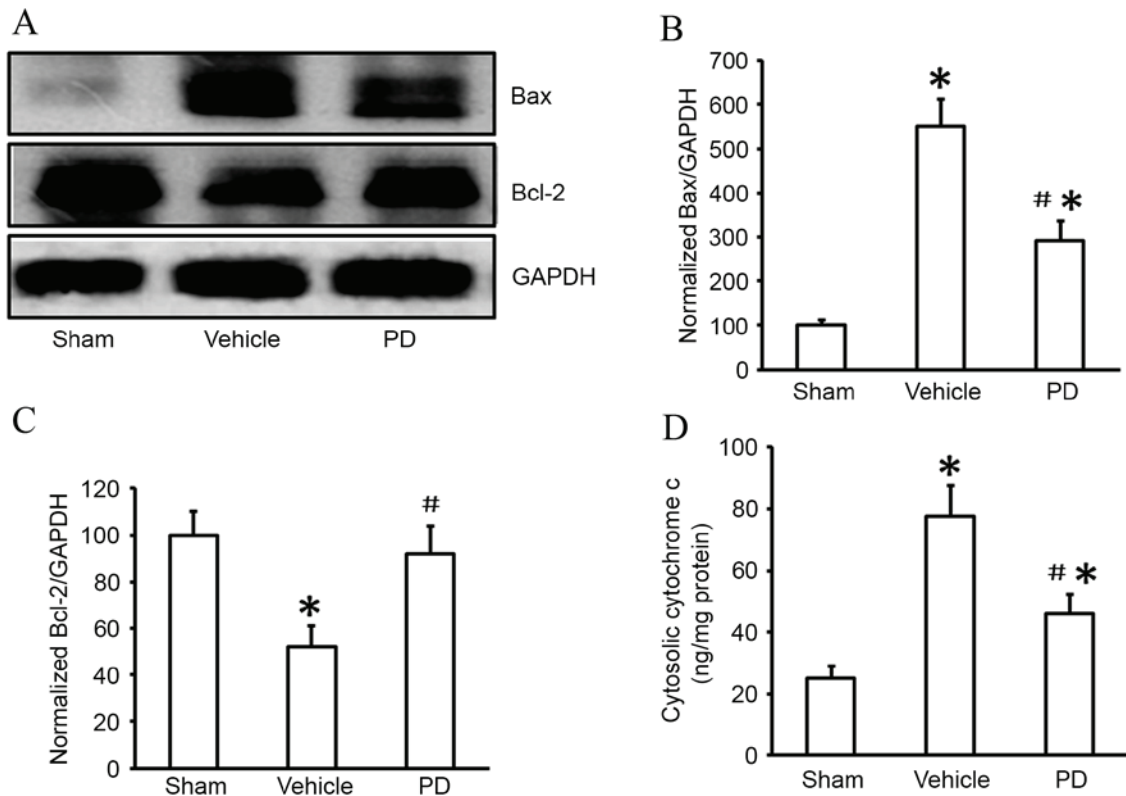 A
Bax
Bcl-2
GAPDH
Sham Vehicle PD
B
Normalized Bax/GAPDH
700
600
500
400
300
200
100
0
*
# *
Sham Vehicle PD
C
Normalized Bcl-2/GAPDH
120
100
80
60
40
20
0
*
#
Sham Vehicle PD
D
Cytosolic cytochrome c
(ng/mg protein)
100
80
60
40
20
0
*
# *
Sham Vehicle PD